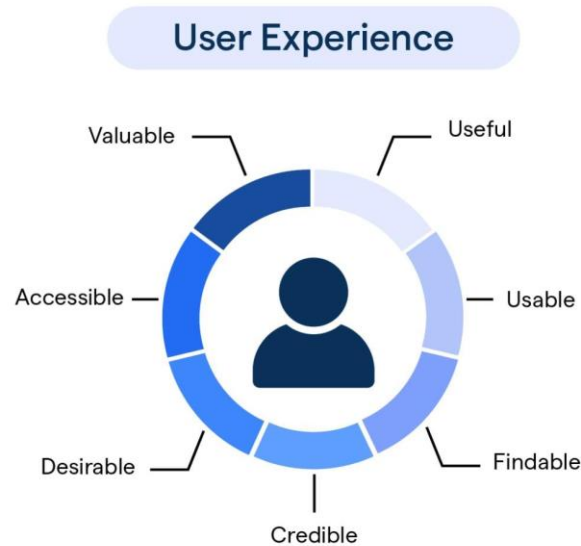 User Experience
Valuable
Useful
Accessible
Usable
Desirable
Findable
Credible